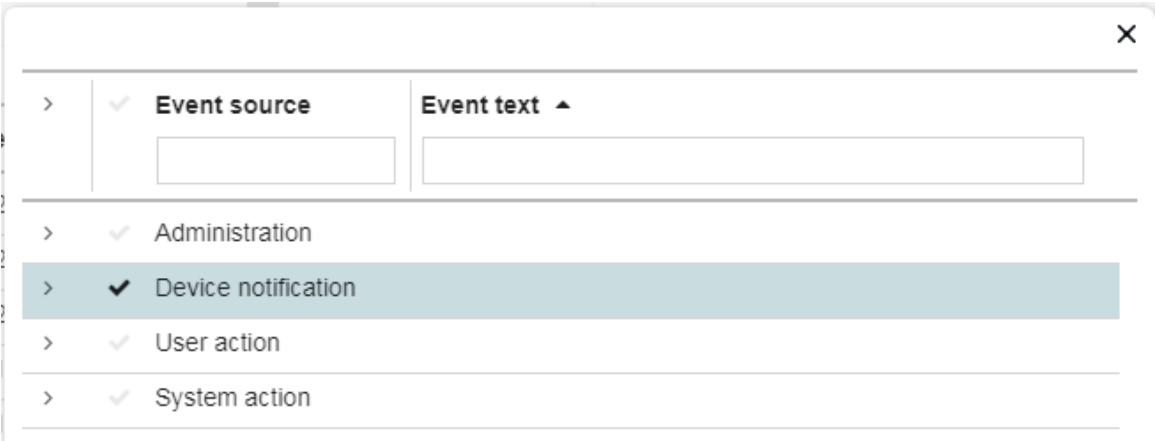 Event source Event text
Administration
Device notification
User action
System action